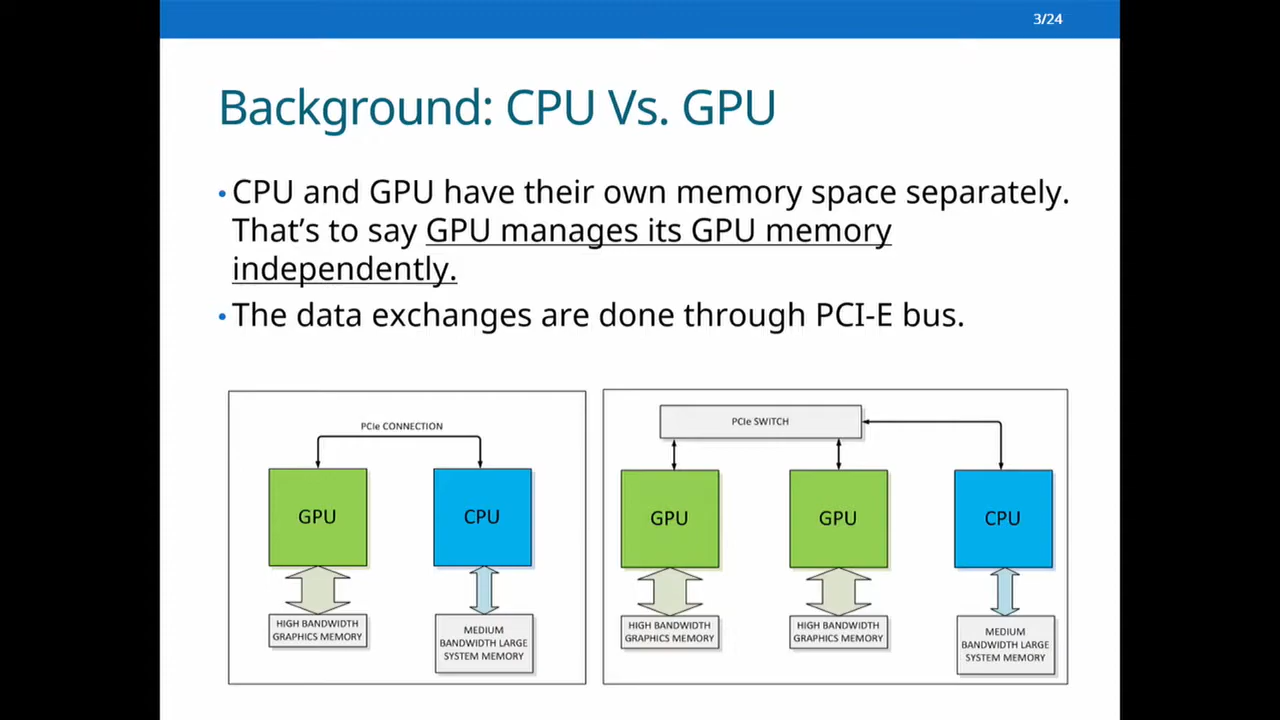 3/24
Background: CPU Vs. GPU
• CPU and GPU have their own memory space separately.
That’s to say GPU manages its GPU memory
independently.
• The data exchanges are done through PCI-E bus.
PCIe CONNECTION
GPU
CPU
HIGH BANDWIDTH
GRAPHICS MEMORY
MEDIUM
BANDWIDTH LARGE
SYSTEM MEMORY
PCIe SWITCH
GPU
GPU
CPU
HIGH BANDWIDTH
GRAPHICS MEMORY
HIGH BANDWIDTH
GRAPHICS MEMORY
MEDIUM
BANDWIDTH LARGE
SYSTEM MEMORY